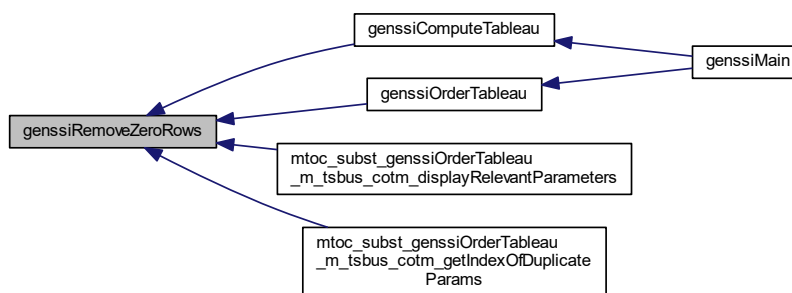 genssiComputeTableau
genssiMain
genssiOrderTableau
genssiRemoveZeroRows
mtoc_subst_genssiOrderTableau
_m_tsbus_cotm_displayRelevantParameters
mtoc_subst_genssiOrderTableau
_m_tsbus_cotm_getIndexOfDuplicate
Params